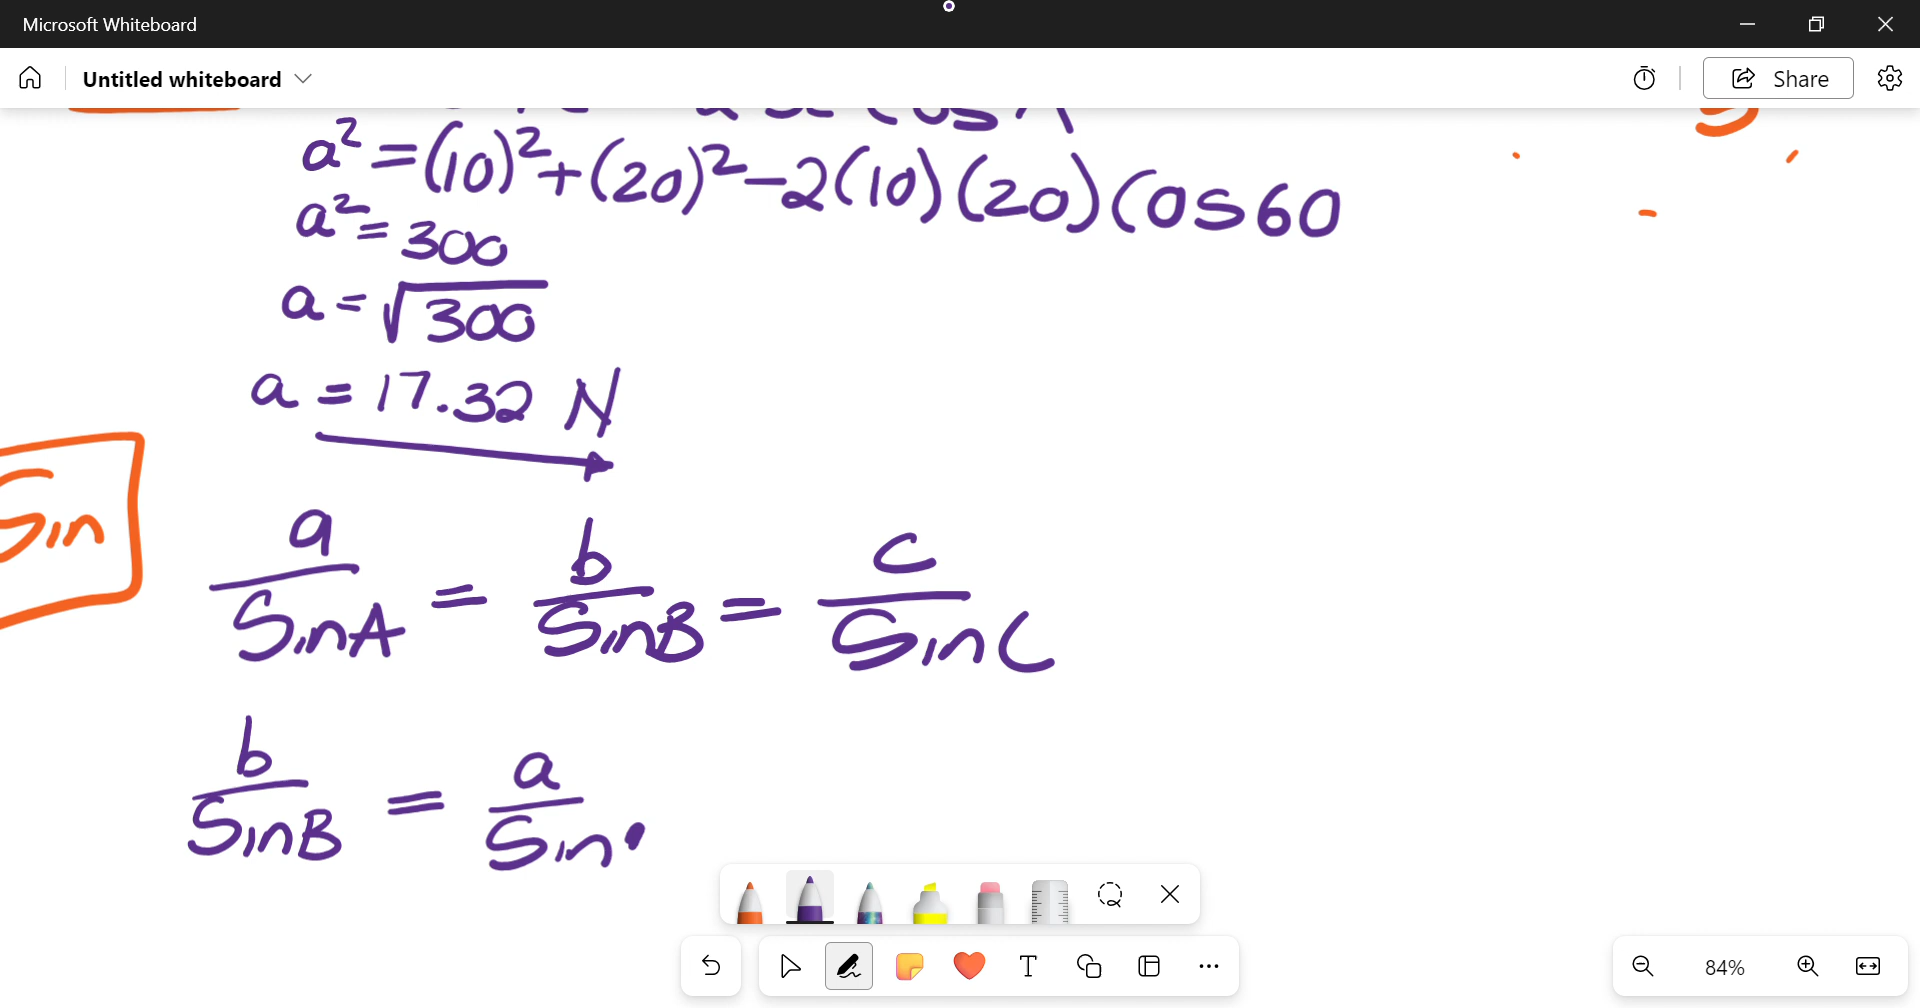 Microsoft Whiteboard
Untitled whiteboard
Share
a² = (10)² + (20)² - 2(10)(20) Cos 60
a² = 300
a = √300
a = 17.32 N
Sin
a/SinA = b/SinB = c/SinC
b/SinB = a/Sin
84%